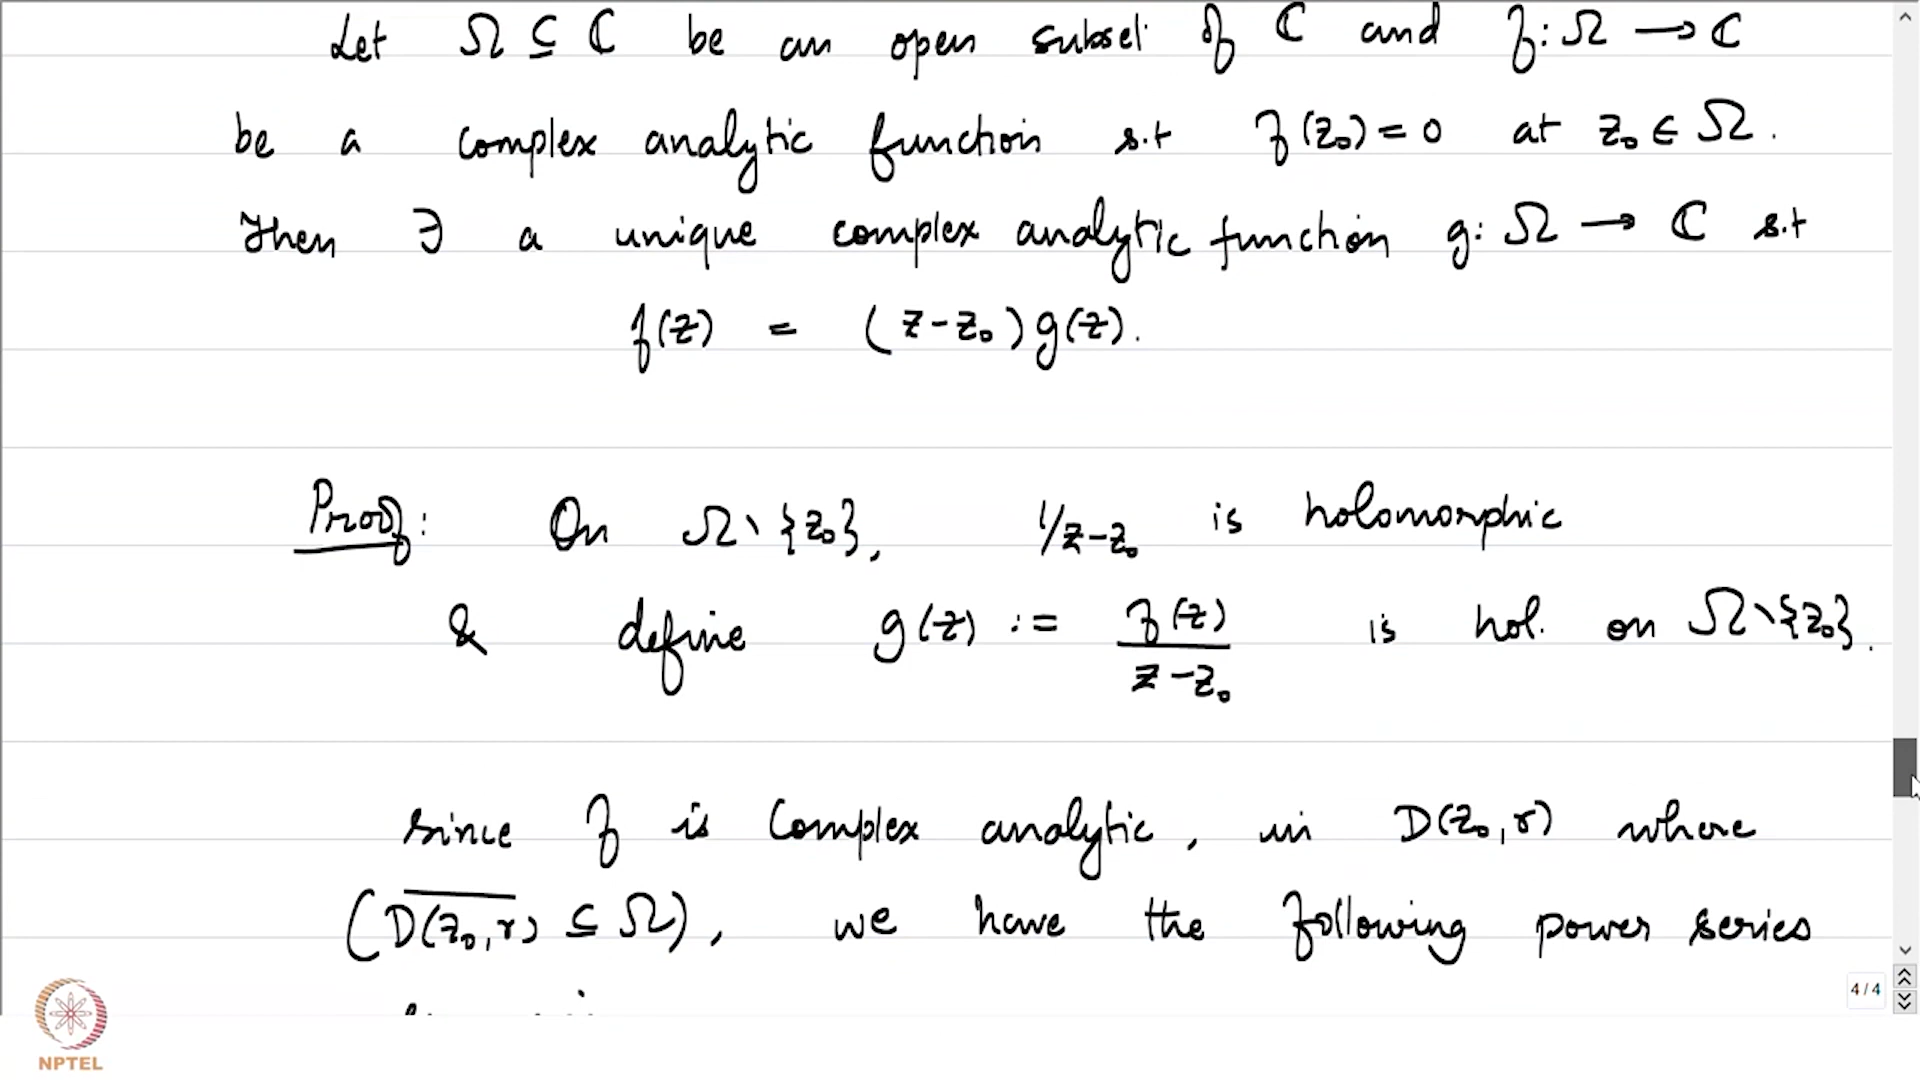 Let Ω ⊆ ℂ be an open subset of ℂ and f: Ω → ℂ
be a complex analytic function s.t f(z₀) = 0 at z₀ ∈ Ω.
Then ∃ a unique complex analytic function g: Ω → ℂ s.t
f(z) = (z-z₀) g(z).
Proof: On Ω \ {z₀}, 1/z-z₀ is holomorphic
& define g(z) := f(z)/z-z₀ is hol. on Ω \ {z₀}.
since f is complex analytic, in D(z₀, r) where
(\overline{D(z₀, r)} ⊆ Ω), we have the following power series
4 / 4
NPTEL